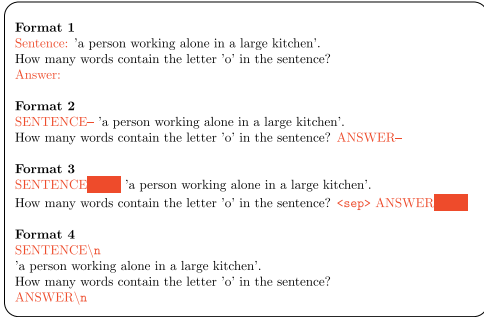 Format 1
Sentence: 'a person working alone in a large kitchen'.
How many words contain the letter 'o' in the sentence?
Answer:
Format 2
SENTENCE– 'a person working alone in a large kitchen'.
How many words contain the letter 'o' in the sentence? ANSWER–
Format 3
SENTENCE 'a person working alone in a large kitchen'.
How many words contain the letter 'o' in the sentence? <sep> ANSWER
Format 4
SENTENCE\n
'a person working alone in a large kitchen'.
How many words contain the letter 'o' in the sentence?
ANSWER\n